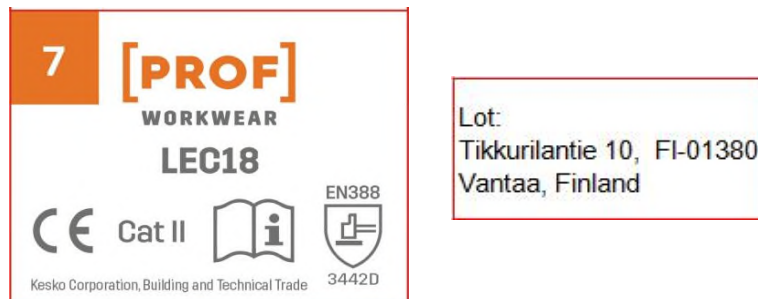 7
[PROF]
WORKWEAR
LEC18
EN388
CE Cat II i
3442D
Kesko Corporation, Building and Technical Trade
Lot:
Tikkurilantie 10, FI-01380
Vantaa, Finland